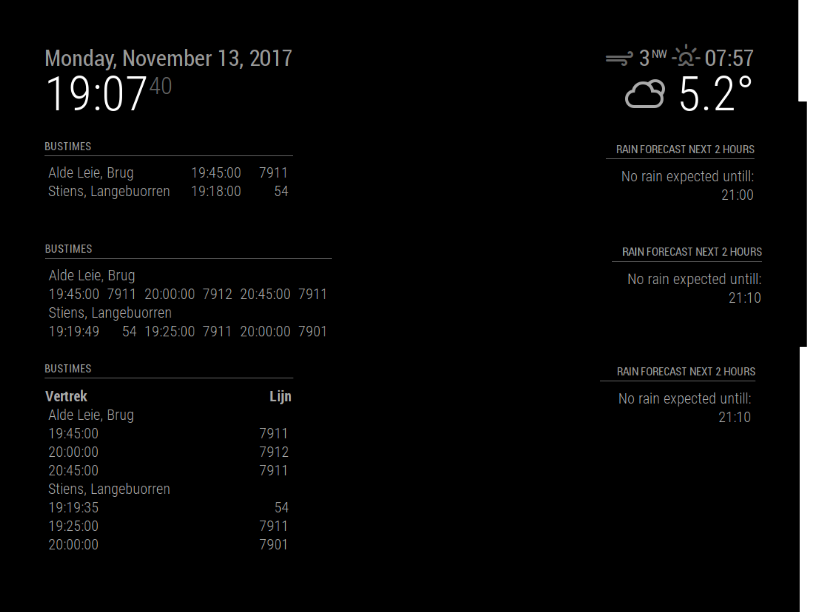 Monday, November 13, 2017
19:07 40
3 NW 07:57
5.2°
BUSTIMES
Alde Leie, Brug 19:45:00 7911
Stiens, Langebuorren 19:18:00 54
RAIN FORECAST NEXT 2 HOURS
No rain expected untill:
21:00
BUSTIMES
Alde Leie, Brug
19:45:00 7911 20:00:00 7912 20:45:00 7911
Stiens, Langebuorren
19:19:49 54 19:25:00 7911 20:00:00 7901
RAIN FORECAST NEXT 2 HOURS
No rain expected untill:
21:10
BUSTIMES
Vertrek Lijn
Alde Leie, Brug
19:45:00 7911
20:00:00 7912
20:45:00 7911
Stiens, Langebuorren
19:19:35 54
19:25:00 7911
20:00:00 7901
RAIN FORECAST NEXT 2 HOURS
No rain expected untill:
21:10